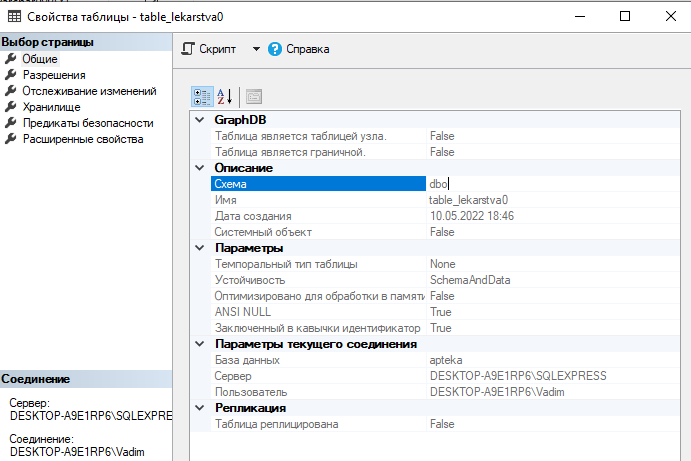 Свойства таблицы - table_lekarstva0
Выбор страницы
Общие
Разрешения
Отслеживание изменений
Хранилище
Предикаты безопасности
Расширенные свойства
Скрипт
Справка
GraphDB
Таблица является таблицей узла. False
Таблица является граничной. False
Описание
Схема dbo
Имя table_lekarstva0
Дата создания 10.05.2022 18:46
Системный объект False
Параметры
Темпоральный тип таблицы None
Устойчивость SchemaAndData
Оптимизировано для обработки в памяти False
ANSI NULL True
Заключенный в кавычки идентификатор True
Параметры текущего соединения
База данных apteka
Сервер DESKTOP-A9E1RP6\SQLEXPRESS
Пользователь DESKTOP-A9E1RP6\Vadim
Репликация
Таблица реплицирована False
Соединение
Сервер:
DESKTOP-A9E1RP6\SQLEXPRE
Соединение:
DESKTOP-A9E1RP6\Vadim